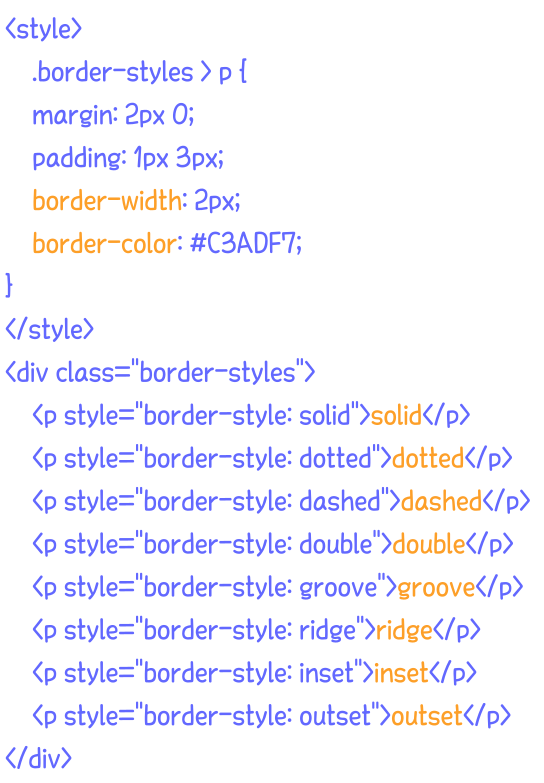 <style>
.border-styles > p {
margin: 2px 0;
padding: 1px 3px;
border-width: 2px;
border-color: #C3ADF7;
}
</style>
<div class="border-styles">
<p style="border-style: solid">solid</p>
<p style="border-style: dotted">dotted</p>
<p style="border-style: dashed">dashed</p>
<p style="border-style: double">double</p>
<p style="border-style: groove">groove</p>
<p style="border-style: ridge">ridge</p>
<p style="border-style: inset">inset</p>
<p style="border-style: outset">outset</p>
</div>